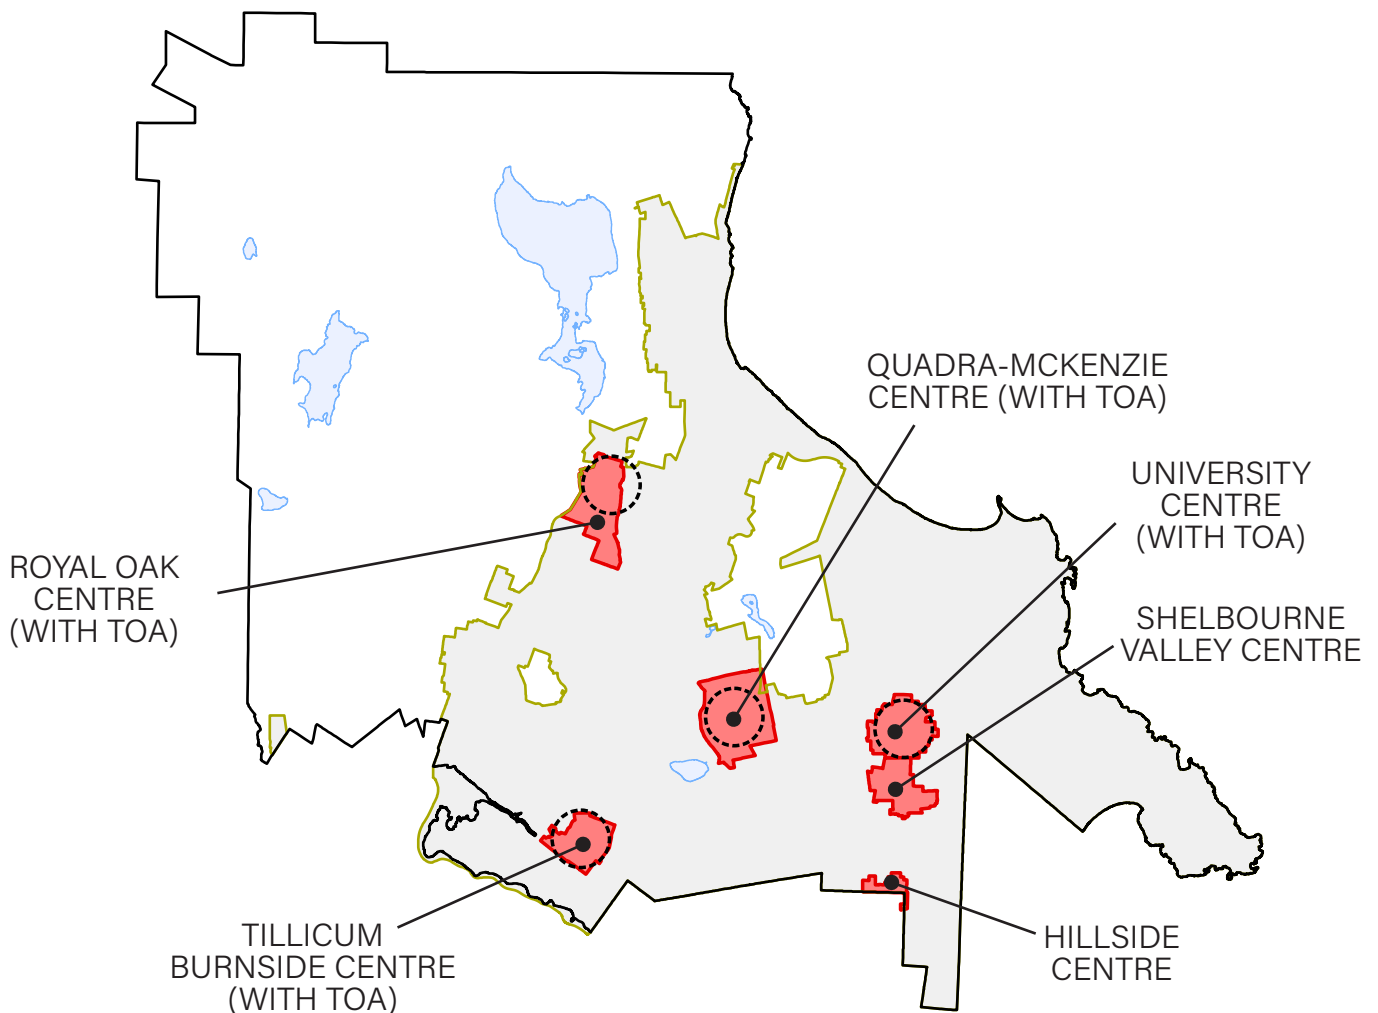 QUADRA-MCKENZIE
CENTRE (WITH TOA)
UNIVERSITY
CENTRE
(WITH TOA)
ROYAL OAK
CENTRE
(WITH TOA)
SHELBOURNE
VALLEY CENTRE
TILLICUM
BURNSIDE CENTRE
(WITH TOA)
HILLSIDE
CENTRE